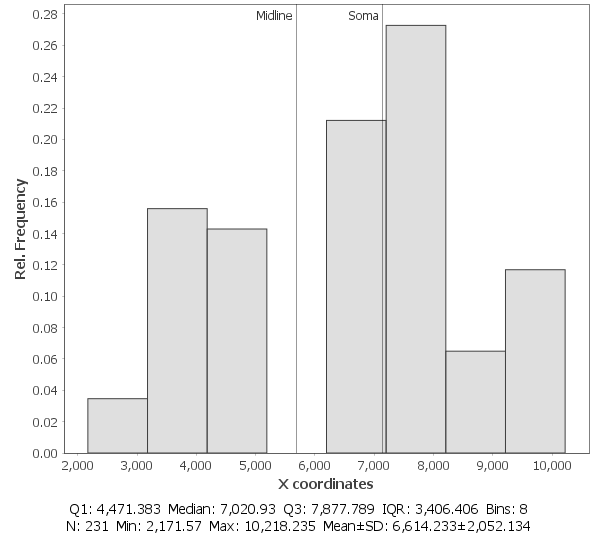 Midline Soma
0.28
0.26
0.24
0.22
0.20
0.18
0.16
0.14
0.12
0.10
0.08
0.06
0.04
0.02
0.00
Rel. Frequency
2,000 3,000 4,000 5,000 6,000 7,000 8,000 9,000 10,000
X coordinates
Q1: 4,471.383 Median: 7,020.93 Q3: 7,877.789 IQR: 3,406.406 Bins: 8
N: 231 Min: 2,171.57 Max: 10,218.235 Mean±SD: 6,614.233±2,052.134